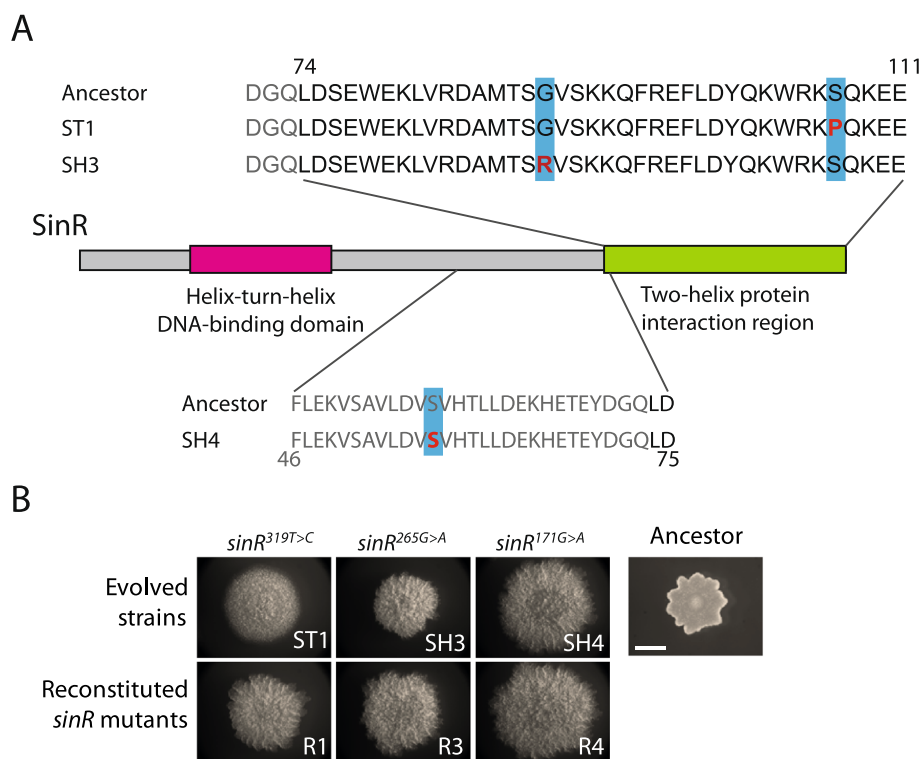 A
74 111
Ancestor DGQLDSEWEKLVRDAMTSGVSKKQFREFLDYQKWRKSQKEE
ST1 DGQLDSEWEKLVRDAMTSGVSKKQFREFLDYQKWRKPQKEE
SH3 DGQLDSEWEKLVRDAMTSRVSKKQFREFLDYQKWRKSQKEE
SinR
Helix-turn-helix
DNA-binding domain
Two-helix protein
interaction region
Ancestor FLEKVSAVLDVSVHTLLDEKHETEYDGQLD
SH4 FLEKVSAVLDVSVHTLLDEKHETEYDGQLD
46 75
B
sinR319T>C sinR265G>A sinR171G>A Ancestor
Evolved
strains
ST1 SH3 SH4
Reconstituted
sinR mutants
R1 R3 R4